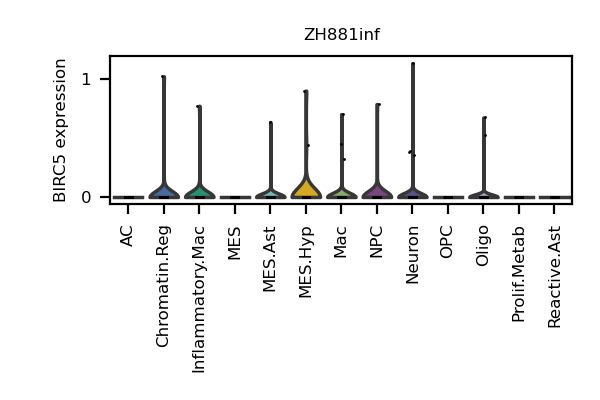 ZH881inf
BIRC5 expression
1
0
AC
Chromatin.Reg
Inflammatory.Mac
MES
MES.Ast
MES.Hyp
Mac
NPC
Neuron
OPC
Oligo
Prolif.Metab
Reactive.Ast